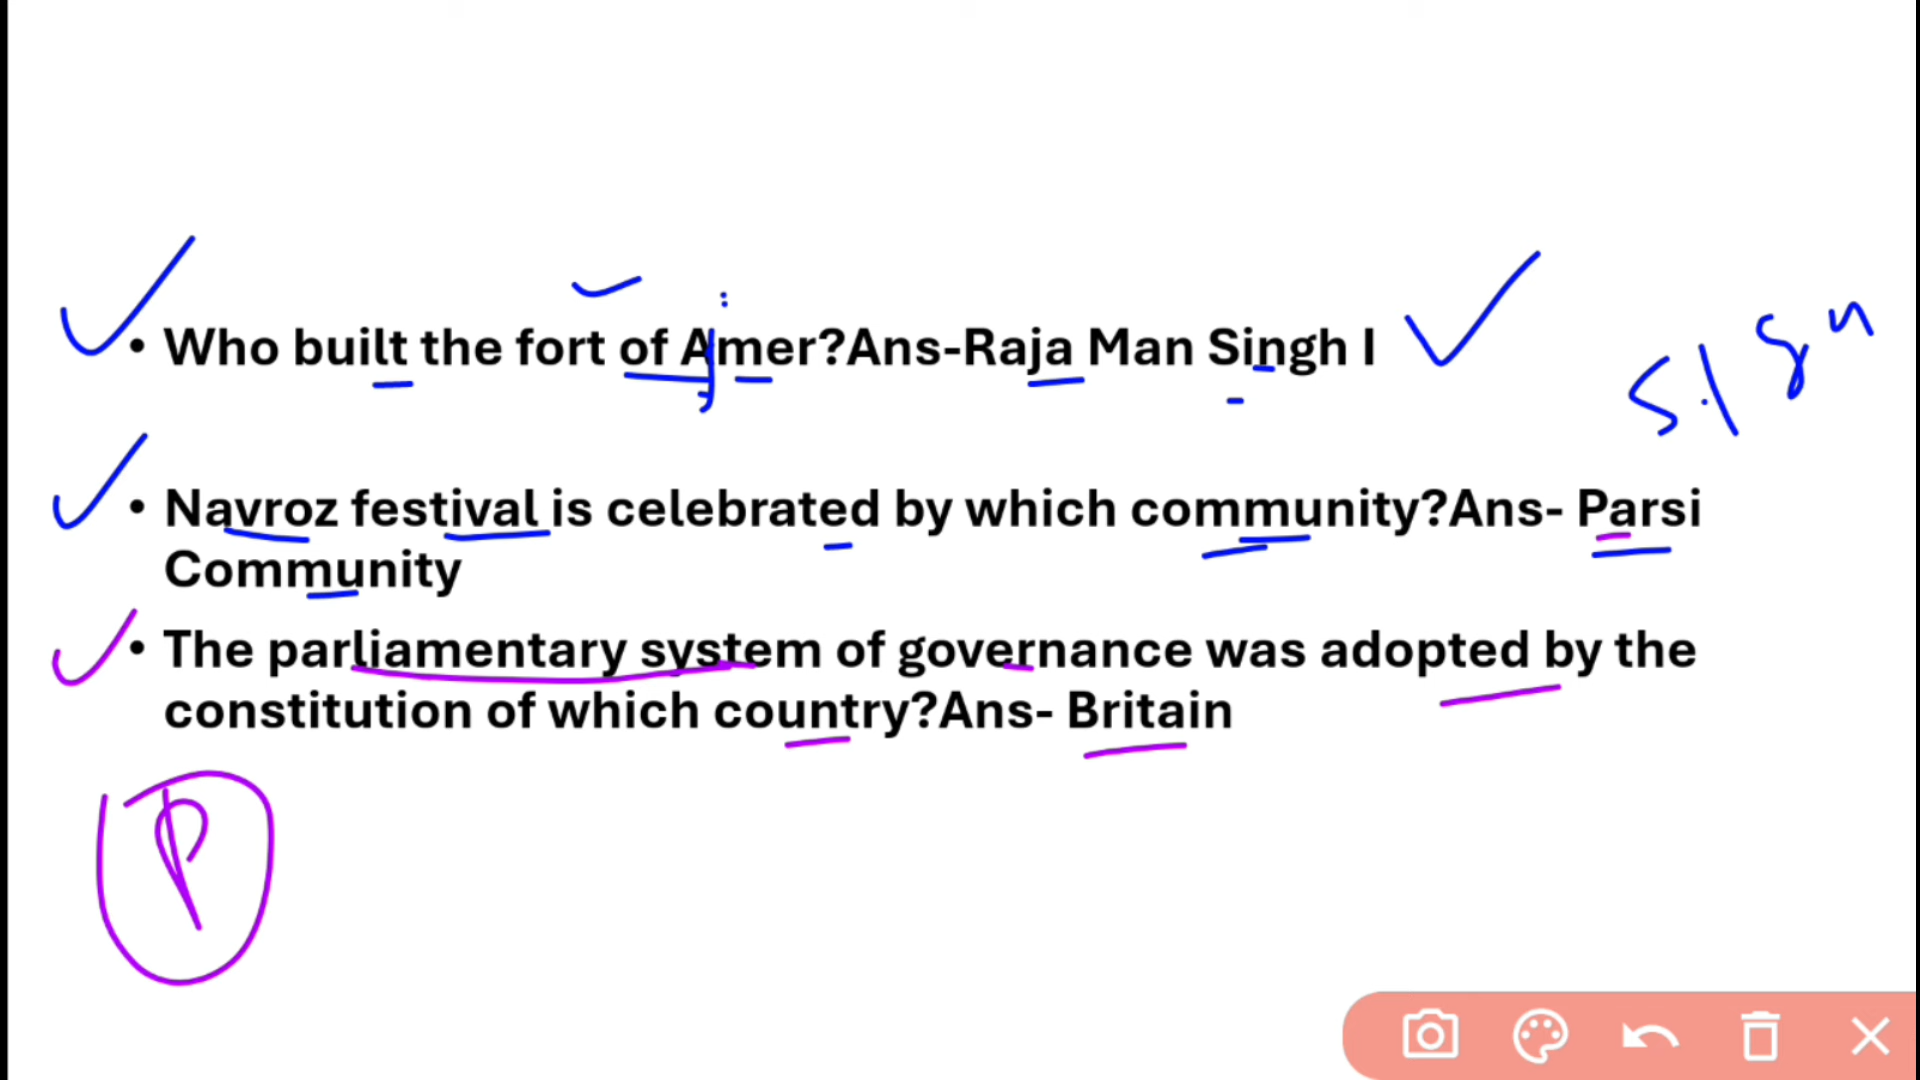 • Who built the fort of Amer?Ans-Raja Man Singh I
• Navroz festival is celebrated by which community?Ans- Parsi
Community
• The parliamentary system of governance was adopted by the
constitution of which country?Ans- Britain
P